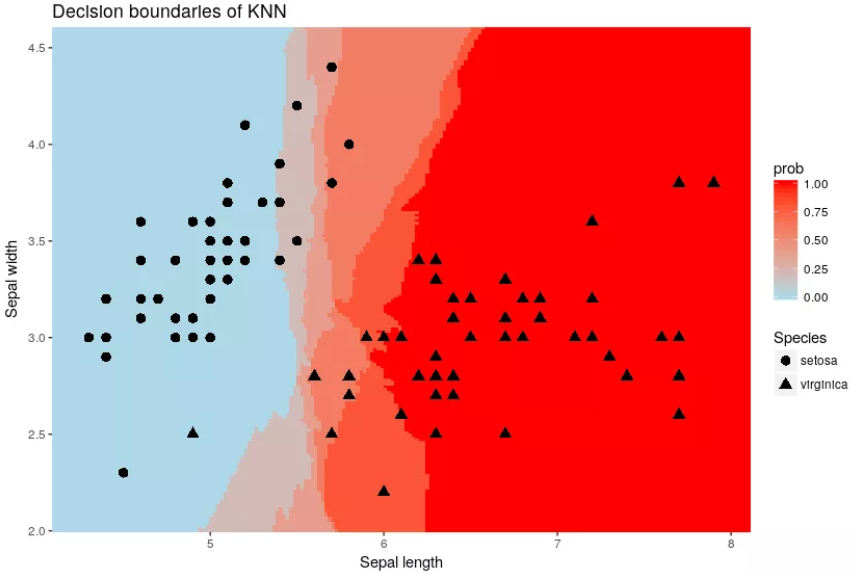 Decision boundaries of KNN
4.5
4.0
3.5
3.0
2.5
2.0
Sepal width
5 6 7 8
Sepal length
prob
1.00
0.75
0.50
0.25
0.00
Species
setosa
virginica